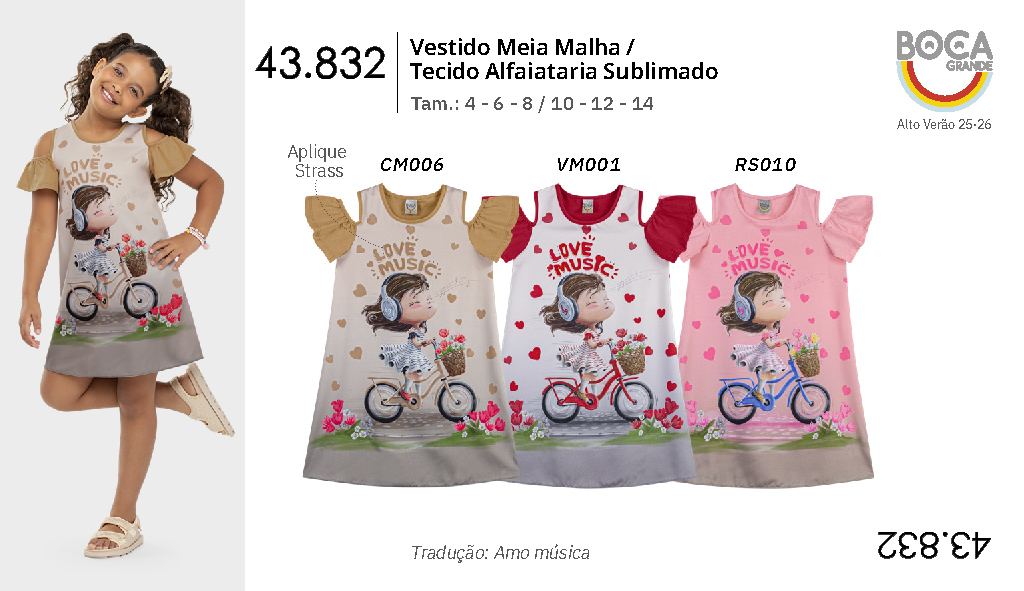 43.832
Vestido Meia Malha /
Tecido Alfaiataria Sublimado
Tam.: 4 - 6 - 8 / 10 - 12 - 14
BOCA
GRANDE
Alto Verão 25-26
Aplique
Strass
CM006
VM001
RS010
LOVE
MUSIC
LOVE
MUSIC
LOVE
MUSIC
LOVE
MUSIC
Tradução: Amo música
43.832